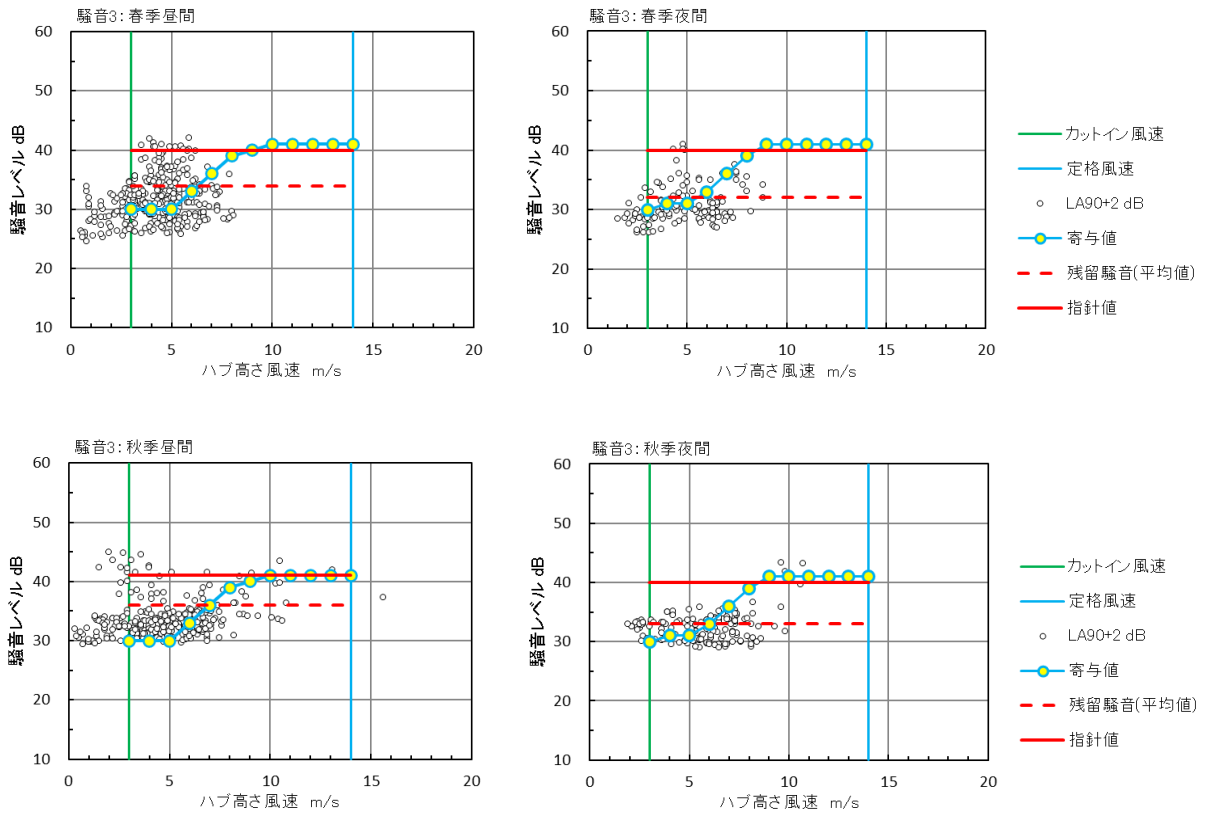 騒音3：春季昼間
60
50
40
30
20
10
騒音レベル dB
0
5
10
15
20
ハブ高さ風速 m/s
騒音3：春季夜間
60
50
40
30
20
10
騒音レベル dB
0
5
10
15
20
ハブ高さ風速 m/s
カットイン風速
定格風速
LA90+2 dB
寄与値
残留騒音(平均値)
指針値
騒音3：秋季昼間
60
50
40
30
20
10
騒音レベル dB
0
5
10
15
20
ハブ高さ風速 m/s
騒音3：秋季夜間
60
50
40
30
20
10
騒音レベル dB
0
5
10
15
20
ハブ高さ風速 m/s
カットイン風速
定格風速
LA90+2 dB
寄与値
残留騒音(平均値)
指針値